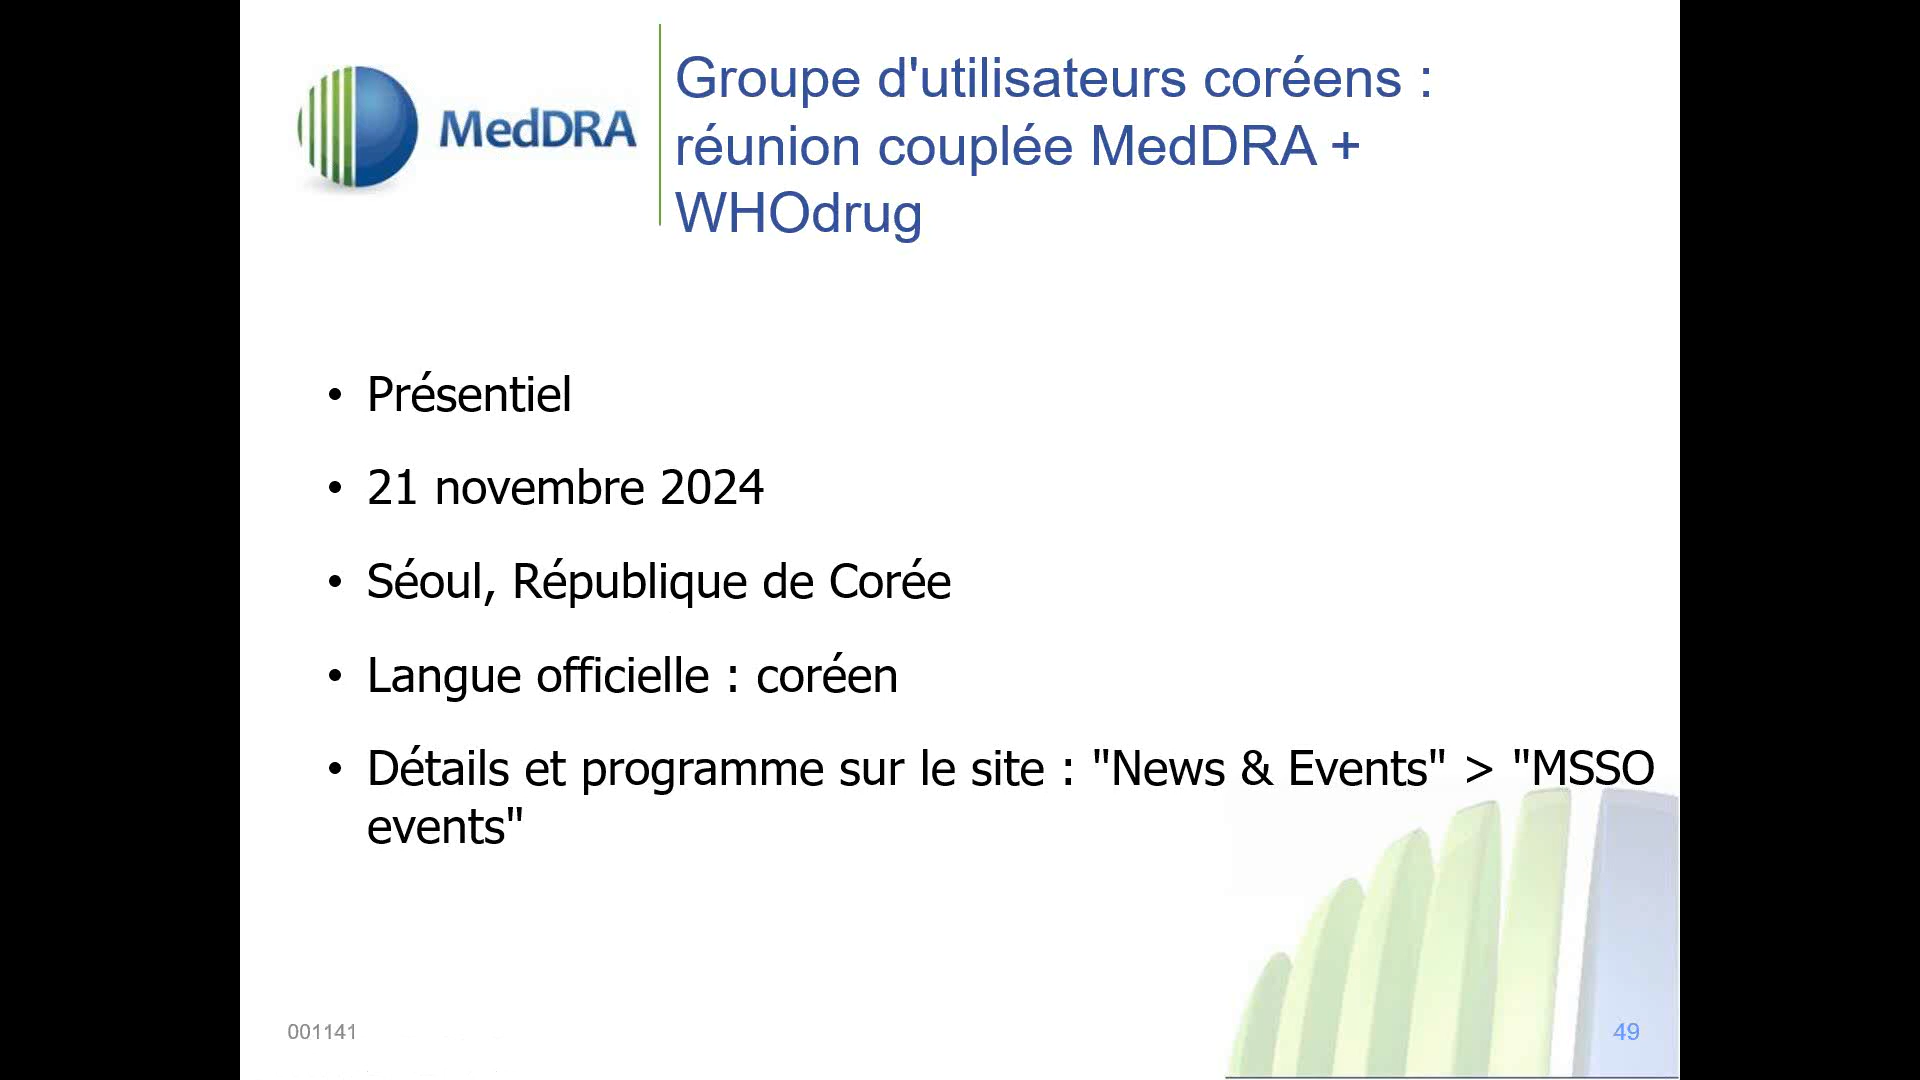 MedDRA
Groupe d'utilisateurs coréens :
réunion couplée MedDRA +
WHOdrug
• Présentiel
• 21 novembre 2024
• Séoul, République de Corée
• Langue officielle : coréen
• Détails et programme sur le site : "News & Events" > "MSSO
events"
001141
49